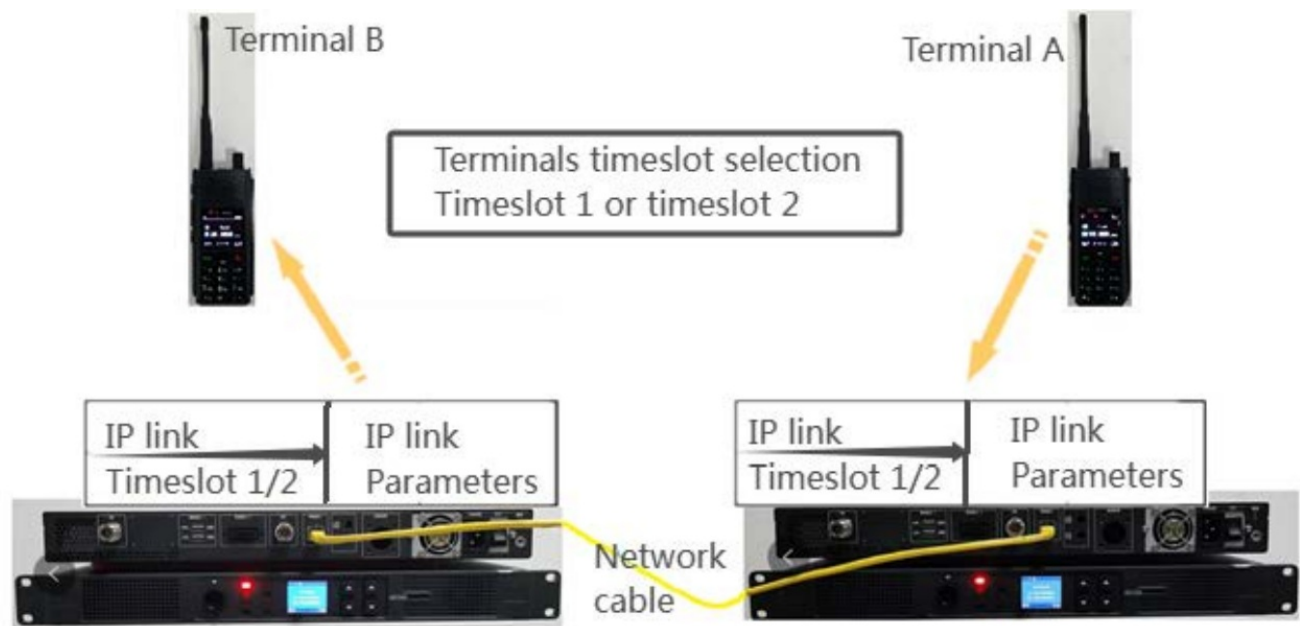 Terminal B
Terminal A
Terminals timeslot selection
Timeslot 1 or timeslot 2
IP link
Timeslot 1/2
IP link
Parameters
IP link
Timeslot 1/2
IP link
Parameters
Network
cable